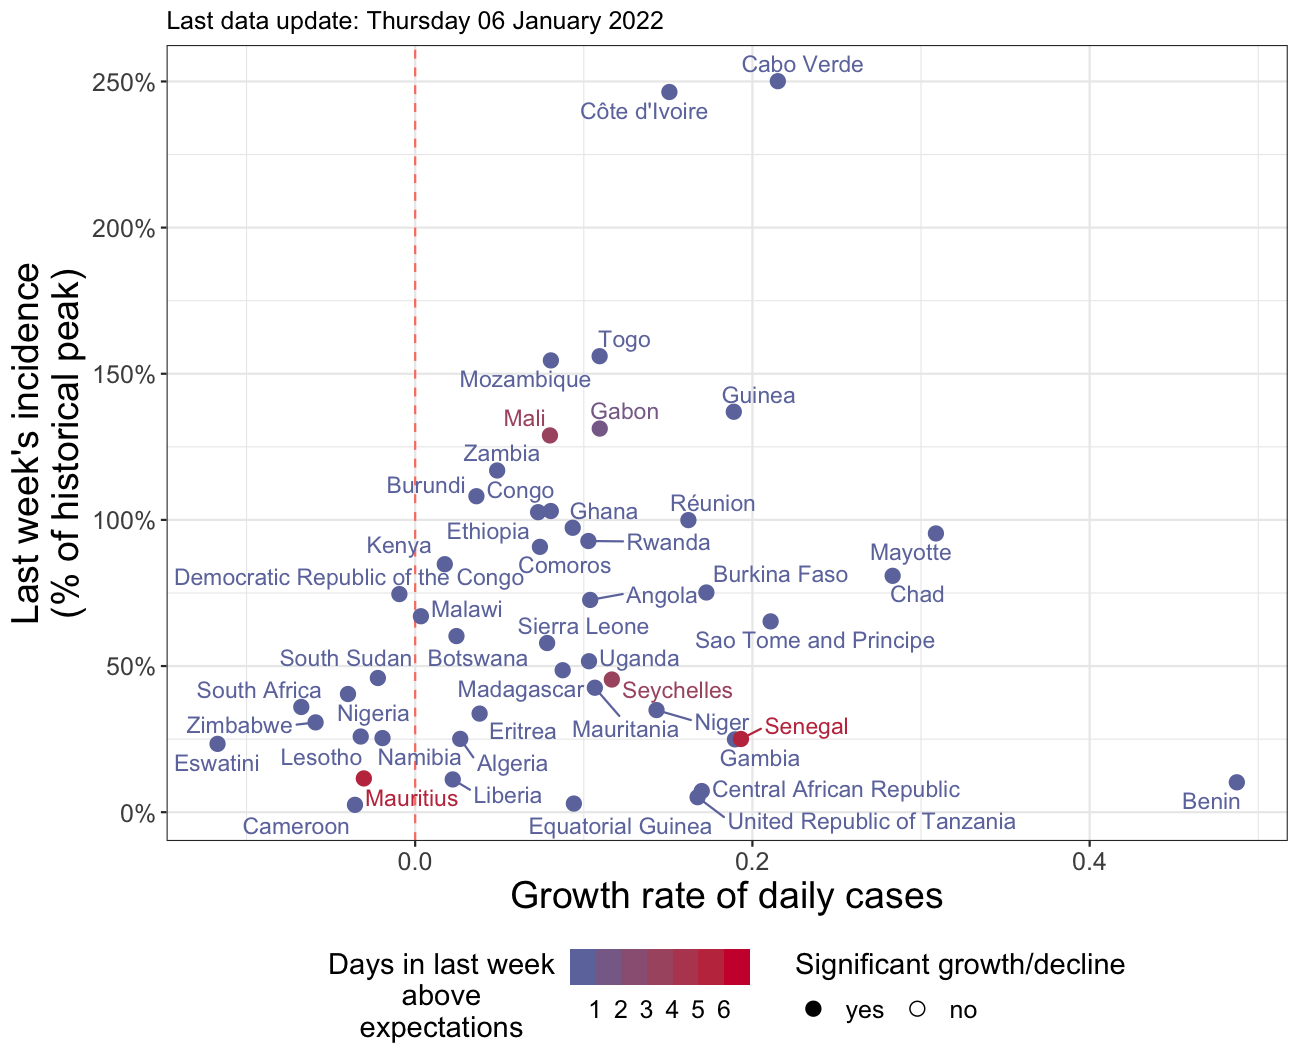 Last data update: Thursday 06 January 2022
Last week's incidence
(% of historical peak)
250%
200%
150%
100%
50%
0%
Cabo Verde
Côte d'Ivoire
Togo
Mozambique
Guinea
Mali
Gabon
Zambia
Burundi
Congo
Réunion
Ghana
Ethiopia
Rwanda
Kenya
Mayotte
Comoros
Democratic Republic of the Congo
Burkina Faso
Chad
Angola
Malawi
Sierra Leone
Sao Tome and Principe
South Sudan
Botswana
Uganda
South Africa
Madagascar
Seychelles
Nigeria
Zimbabwe
Niger
Senegal
Eritrea
Mauritania
Lesotho
Namibia
Gambia
Eswatini
Algeria
Central African Republic
Liberia
Mauritius
Benin
United Republic of Tanzania
Cameroon
Equatorial Guinea
0.0
0.2
0.4
Growth rate of daily cases
Days in last week
above
expectations
1 2 3 4 5 6
Significant growth/decline
yes
no